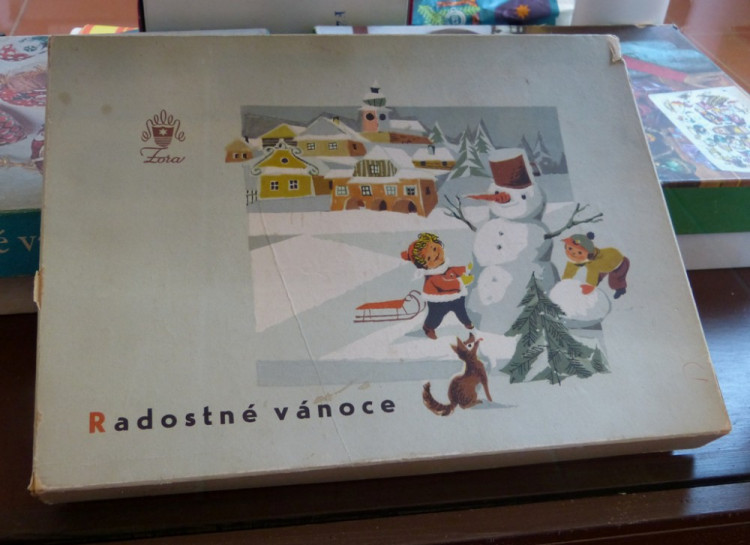 Zora
Radostné vánoce
é v